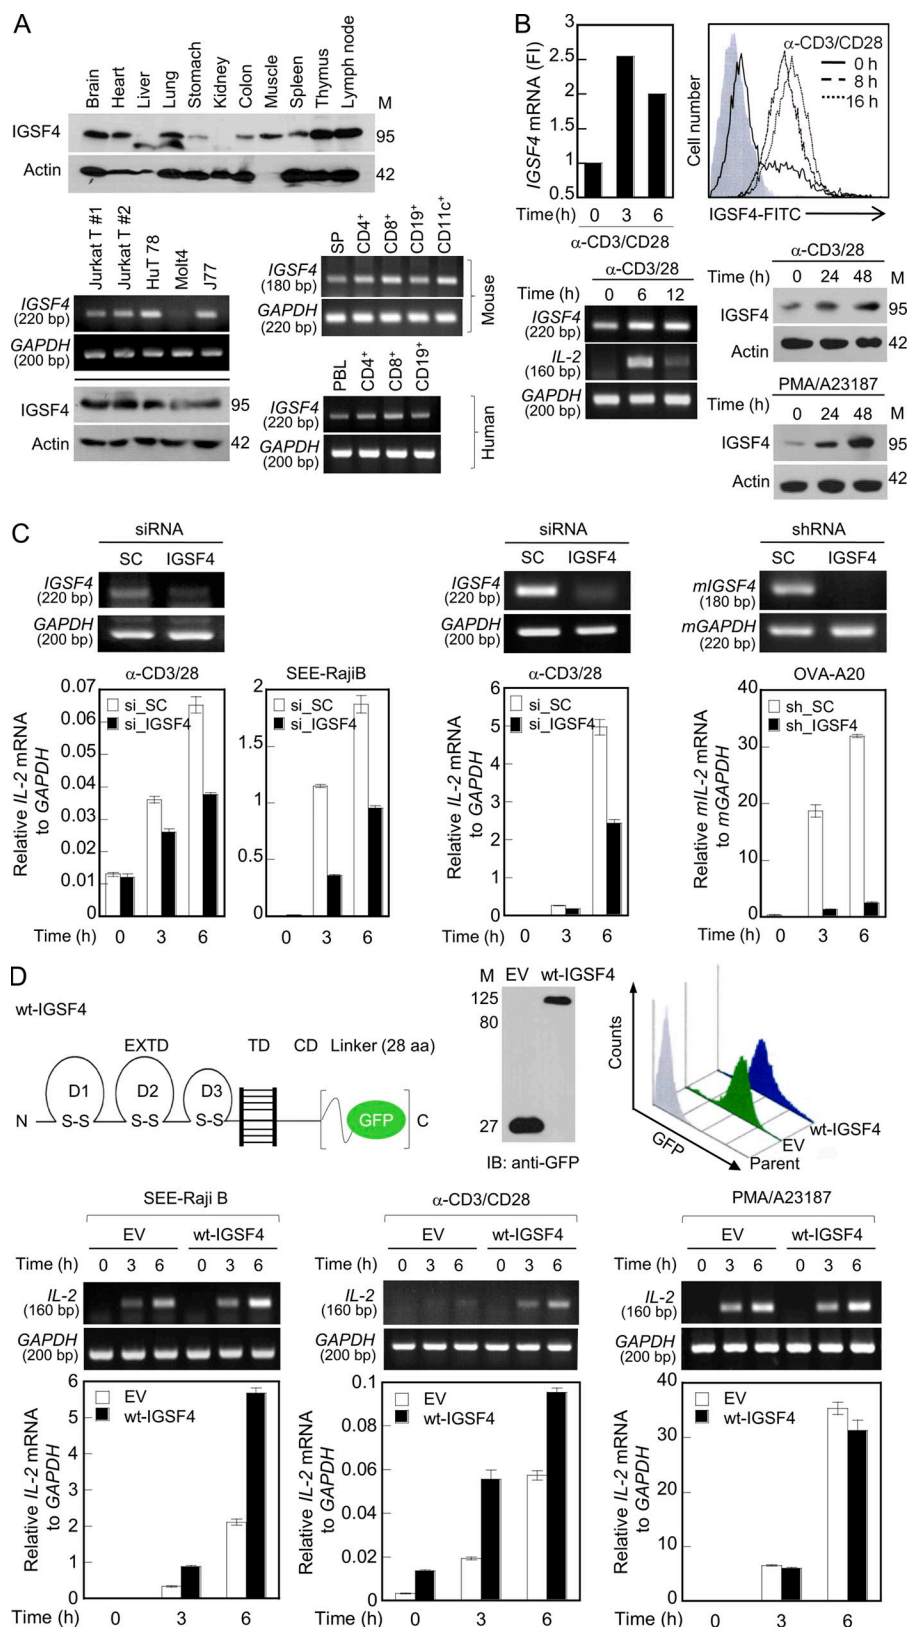 A
Brain
Heart
Liver
Lung
Stomach
Kidney
Colon
Muscle
Spleen
Thymus
Lymph node
M
IGSF4
95
Actin
42
Jurkat T #1
Jurkat T #2
HuT 78
Molt4
J77
IGSF4
(220 bp)
GAPDH
(200 bp)
IGSF4
95
Actin
42
SP
CD4+
CD8+
CD19+
CD11c+
IGSF4
(180 bp)
GAPDH
(220 bp)
Mouse
PBL
CD4+
CD8+
CD19+
IGSF4
(220 bp)
GAPDH
(200 bp)
Human
B
IGSF4 mRNA (FI)
3
2.5
2
1.5
1
0.5
Time (h)
0 3 6
α-CD3/CD28
Cell number
α-CD3/CD28
0 h
8 h
16 h
IGSF4-FITC
α-CD3/28
Time (h) 0 6 12
IGSF4
(220 bp)
IL-2
(160 bp)
GAPDH
(200 bp)
α-CD3/28
Time (h) 0 24 48 M
IGSF4
95
Actin
42
PMA/A23187
Time (h) 0 24 48 M
IGSF4
95
Actin
42
C
siRNA
SC IGSF4
IGSF4
(220 bp)
GAPDH
(200 bp)
α-CD3/28
si_SC
si_IGSF4
Relative IL-2 mRNA
to GAPDH
0.07
0.06
0.05
0.04
0.03
0.02
0.01
0
Time (h) 0 3 6
SEE-RajiB
si_SC
si_IGSF4
2
1.5
1
0.5
0
0 3 6
siRNA
SC IGSF4
IGSF4
(220 bp)
GAPDH
(200 bp)
α-CD3/28
si_SC
si_IGSF4
Relative IL-2 mRNA
to GAPDH
6
5
4
3
2
1
0
Time (h) 0 3 6
shRNA
SC IGSF4
mIGSF4
(180 bp)
mGAPDH
(220 bp)
OVA-A20
sh_SC
sh_IGSF4
Relative mIL-2 mRNA
to mGAPDH
40
30
20
10
0
Time (h) 0 3 6
D
wt-IGSF4
EXTD TD CD Linker (28 aa)
D1 D2 D3
N S-S S-S S-S GFP C
M EV wt-IGSF4
125
80
27
IB: anti-GFP
Counts
GFP
Parent
EV
wt-IGSF4
SEE-Raji B
EV wt-IGSF4
Time (h) 0 3 6 0 3 6
IL-2
(160 bp)
GAPDH
(200 bp)
EV
wt-IGSF4
Relative IL-2 mRNA
to GAPDH
6
5
4
3
2
1
0
Time (h) 0 3 6
α-CD3/CD28
EV wt-IGSF4
Time (h) 0 3 6 0 3 6
IL-2
(160 bp)
GAPDH
(200 bp)
EV
wt-IGSF4
Relative IL-2 mRNA
to GAPDH
0.1
0.08
0.06
0.04
0.02
0
Time (h) 0 3 6
PMA/A23187
EV wt-IGSF4
Time (h) 0 3 6 0 3 6
IL-2
(160 bp)
GAPDH
(200 bp)
EV
wt-IGSF4
Relative IL-2 mRNA
to GAPDH
40
30
20
10
0
Time (h) 0 3 6